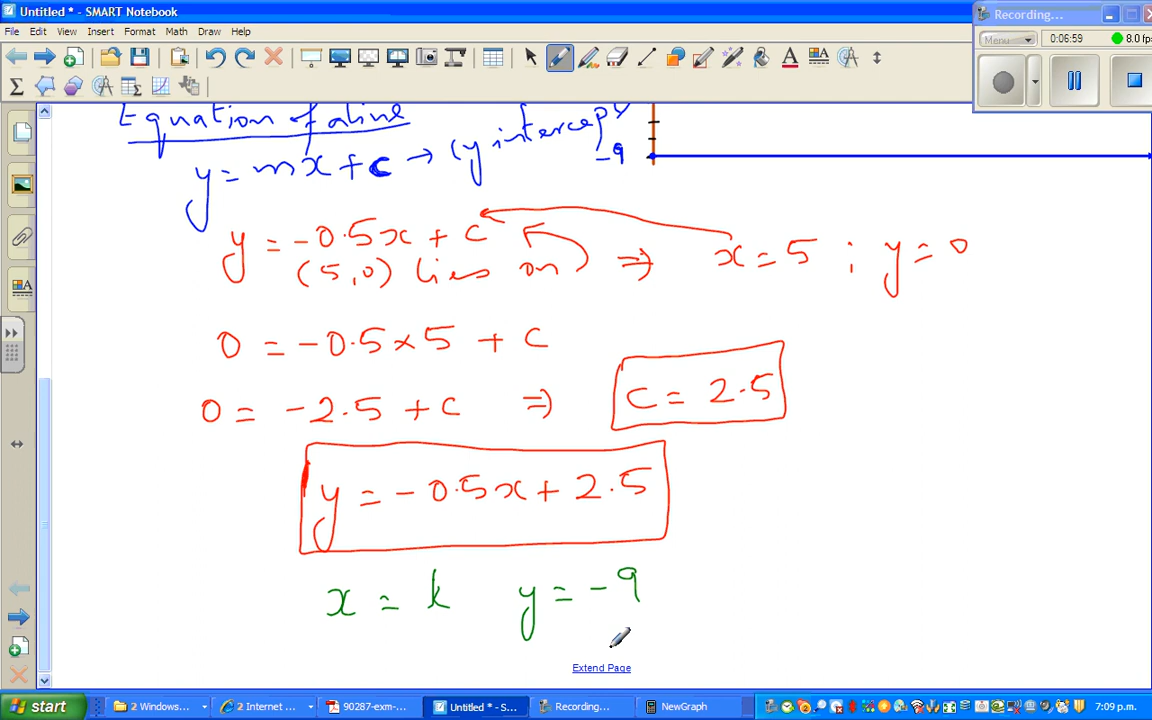 Untitled * - SMART Notebook
Recording...
File Edit View Insert Format Math Draw Help
Menu 0:06:59 8.0 fp
Equation of a line
y = mx + c → (y intercept)
-9
y = -0.5x + c
(5,0) lies on ⇒ x = 5 ; y = 0
0 = -0.5 × 5 + c
0 = -2.5 + c ⇒ c = 2.5
y = -0.5x + 2.5
x = k y = -9
Extend Page
start 2 Windows... 2 Internet ... 90287-exm-... Untitled * - S... Recording... NewGraph 7:09 p.m.